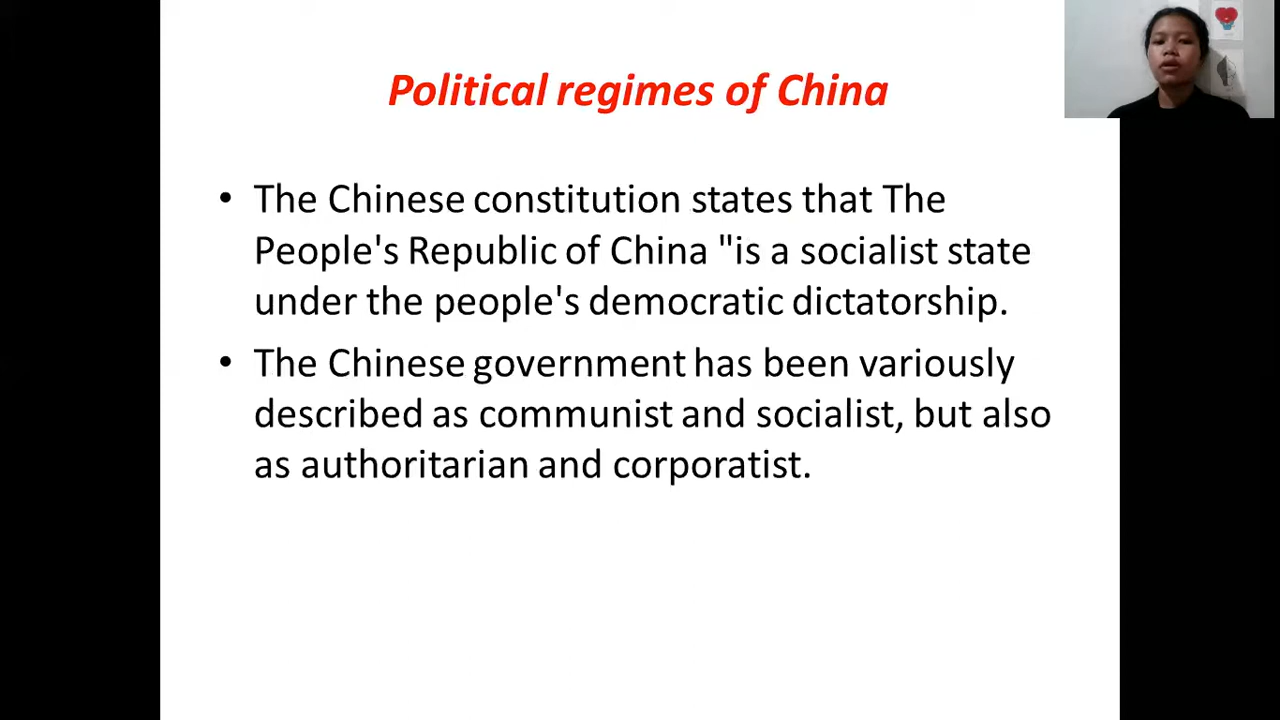 Political regimes of China
• The Chinese constitution states that The
People's Republic of China "is a socialist state
under the people's democratic dictatorship.
• The Chinese government has been variously
described as communist and socialist, but also
as authoritarian and corporatist.